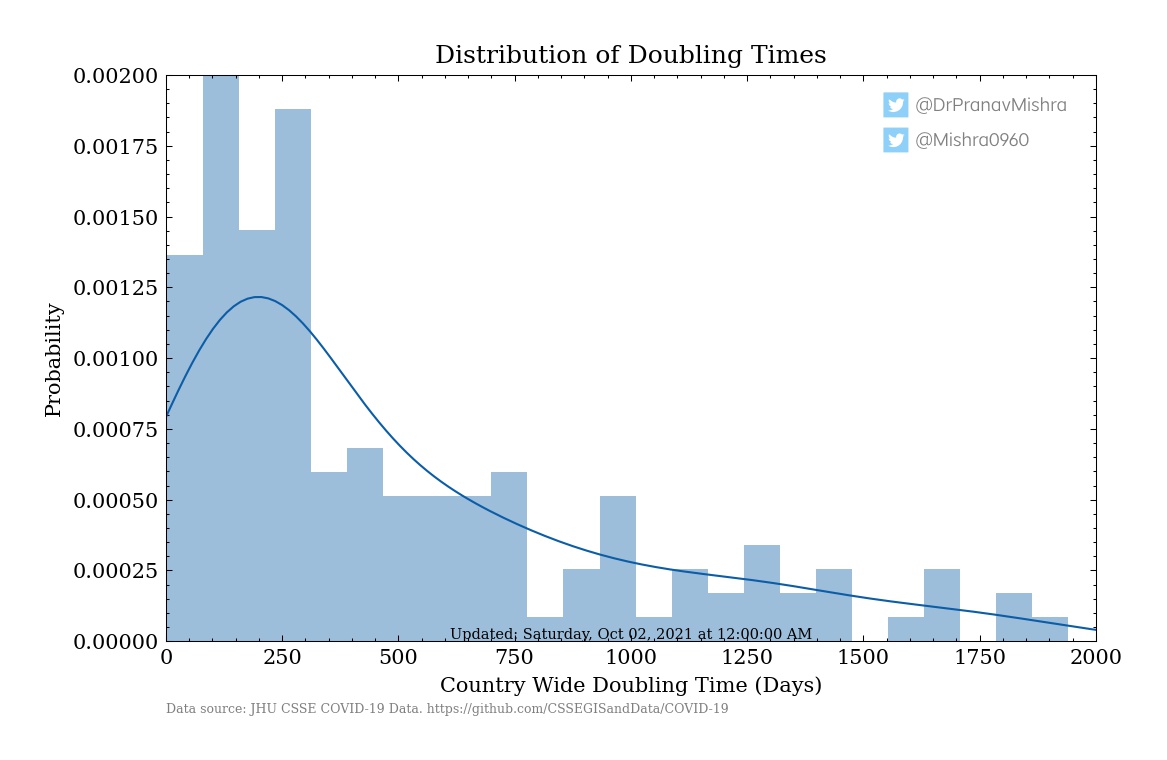 Distribution of Doubling Times
0.00200
0.00175
0.00150
0.00125
0.00100
0.00075
0.00050
0.00025
0.00000
Probability
@DrPranavMishra
@Mishra0960
Updated: Saturday, Oct 02, 2021 at 12:00:00 AM
0 250 500 750 1000 1250 1500 1750 2000
Country Wide Doubling Time (Days)
Data source: JHU CSSE COVID-19 Data. https://github.com/CSSEGISandData/COVID-19